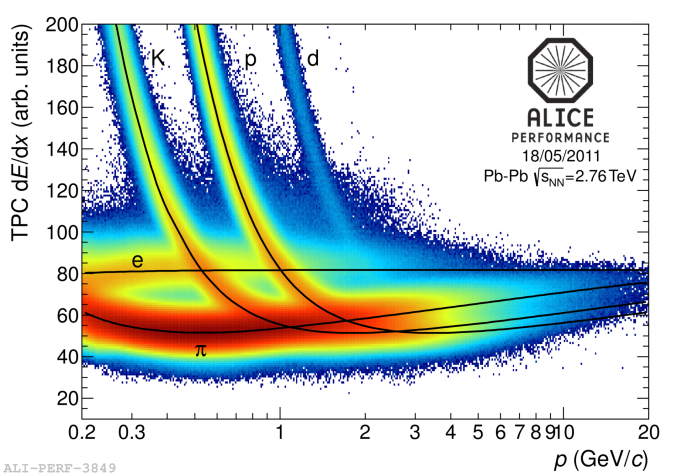 TPC dE/dx (arb. units)
200
180
160
140
120
100
80
60
40
20
K
p
d
e
π
ALICE
PERFORMANCE
18/05/2011
Pb-Pb √sNN=2.76 TeV
0.2 0.3 1 2 3 4 5 6 7 8 9 10 20
p (GeV/c)
ALI-PERF-3849